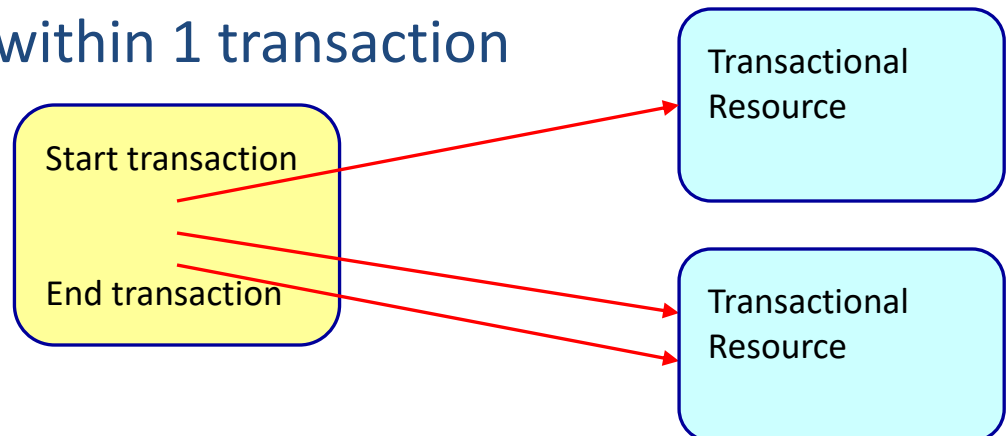 within 1 transaction
Transactional
Resource
Start transaction
End transaction
Transactional
Resource